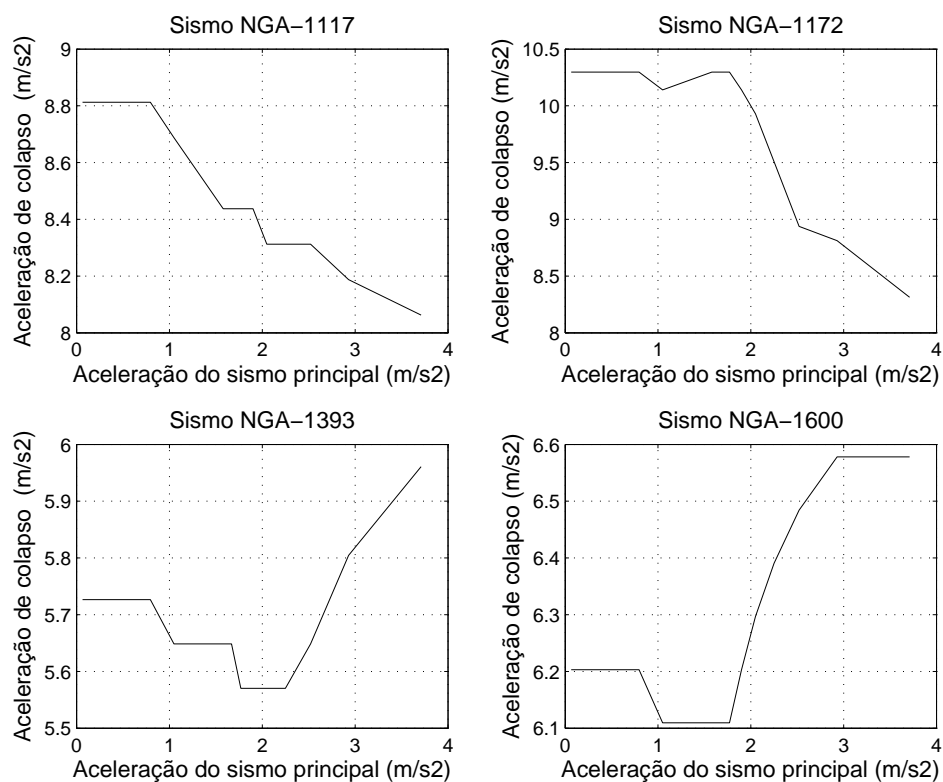 Sismo NGA−1117
9
8.8
8.6
8.4
8.2
8
Aceleração de colapso (m/s2)
0 1 2 3 4
Aceleração do sismo principal (m/s2)
Sismo NGA−1172
10.5
10
9.5
9
8.5
8
Aceleração de colapso (m/s2)
0 1 2 3 4
Aceleração do sismo principal (m/s2)
Sismo NGA−1393
6
5.9
5.8
5.7
5.6
5.5
Aceleração de colapso (m/s2)
0 1 2 3 4
Aceleração do sismo principal (m/s2)
Sismo NGA−1600
6.6
6.5
6.4
6.3
6.2
6.1
Aceleração de colapso (m/s2)
0 1 2 3 4
Aceleração do sismo principal (m/s2)